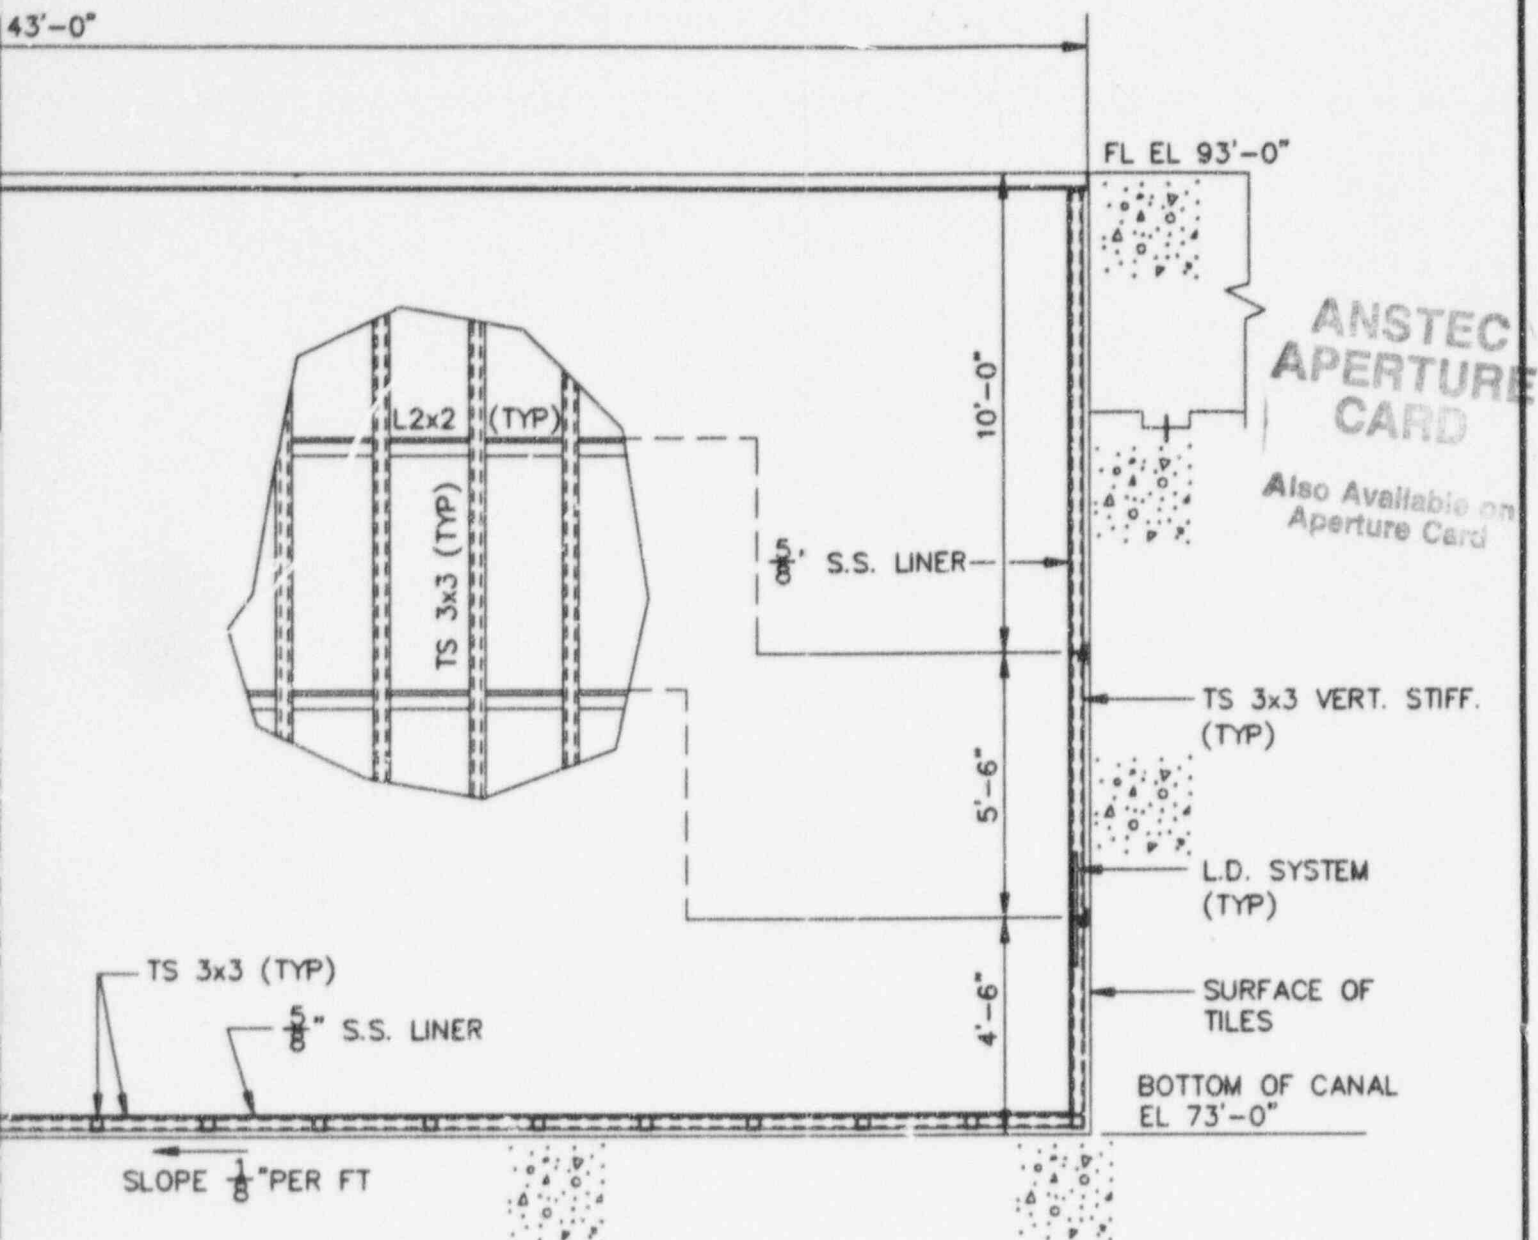 43'-0"
FL EL 93'-0"
ANSTEC
APERTURE
CARD
Also Available on
Aperture Card
10'-0"
L2x2 (TYP)
TS 3x3 (TYP)
5/8" S.S. LINER
TS 3x3 VERT. STIFF.
(TYP)
5'-6"
L.D. SYSTEM
(TYP)
4'-6"
SURFACE OF
TILES
TS 3x3 (TYP)
5/8" S.S. LINER
BOTTOM OF CANAL
EL 73'-0"
SLOPE 1/8"PER FT